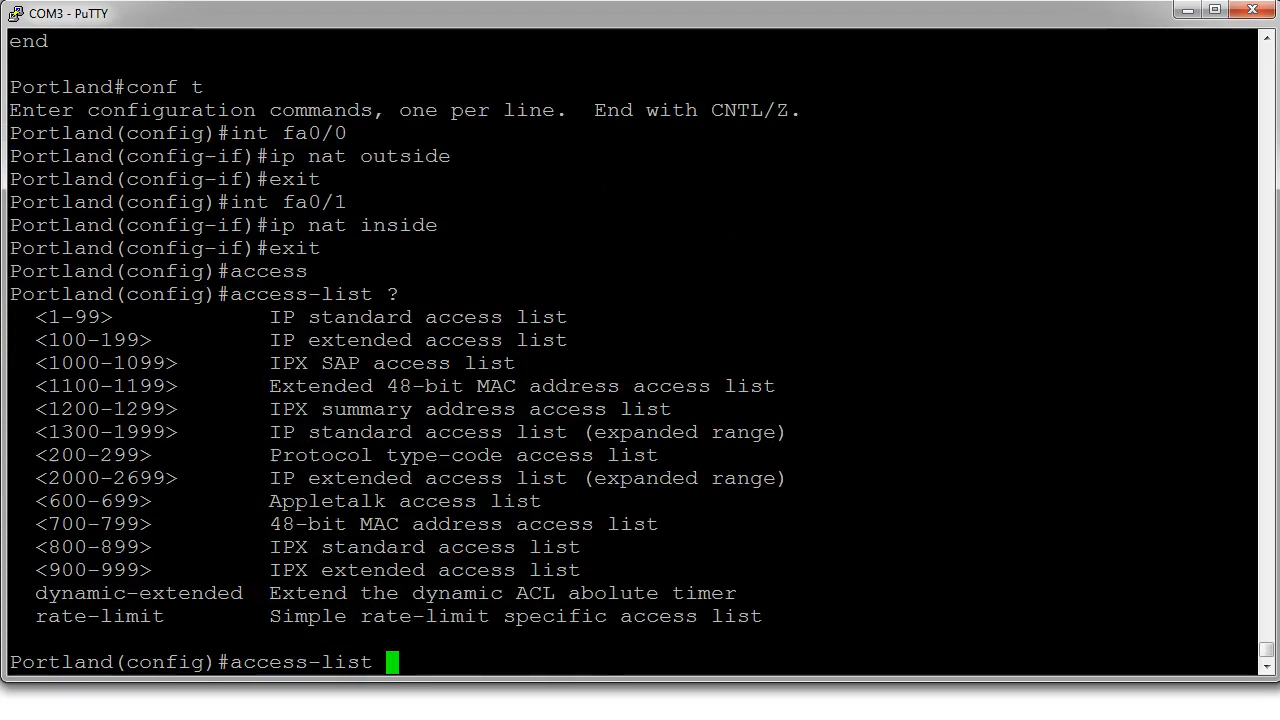 COM3 - PuTTY
end
Portland#conf t
Enter configuration commands, one per line.  End with CNTL/Z.
Portland(config)#int fa0/0
Portland(config-if)#ip nat outside
Portland(config-if)#exit
Portland(config)#int fa0/1
Portland(config-if)#ip nat inside
Portland(config-if)#exit
Portland(config)#access
Portland(config)#access-list ?
  <1-99>            IP standard access list
  <100-199>         IP extended access list
  <1000-1099>       IPX SAP access list
  <1100-1199>       Extended 48-bit MAC address access list
  <1200-1299>       IPX summary address access list
  <1300-1999>       IP standard access list (expanded range)
  <200-299>         Protocol type-code access list
  <2000-2699>       IP extended access list (expanded range)
  <600-699>         Appletalk access list
  <700-799>         48-bit MAC address access list
  <800-899>         IPX standard access list
  <900-999>         IPX extended access list
  dynamic-extended  Extend the dynamic ACL abolute timer
  rate-limit        Simple rate-limit specific access list
Portland(config)#access-list